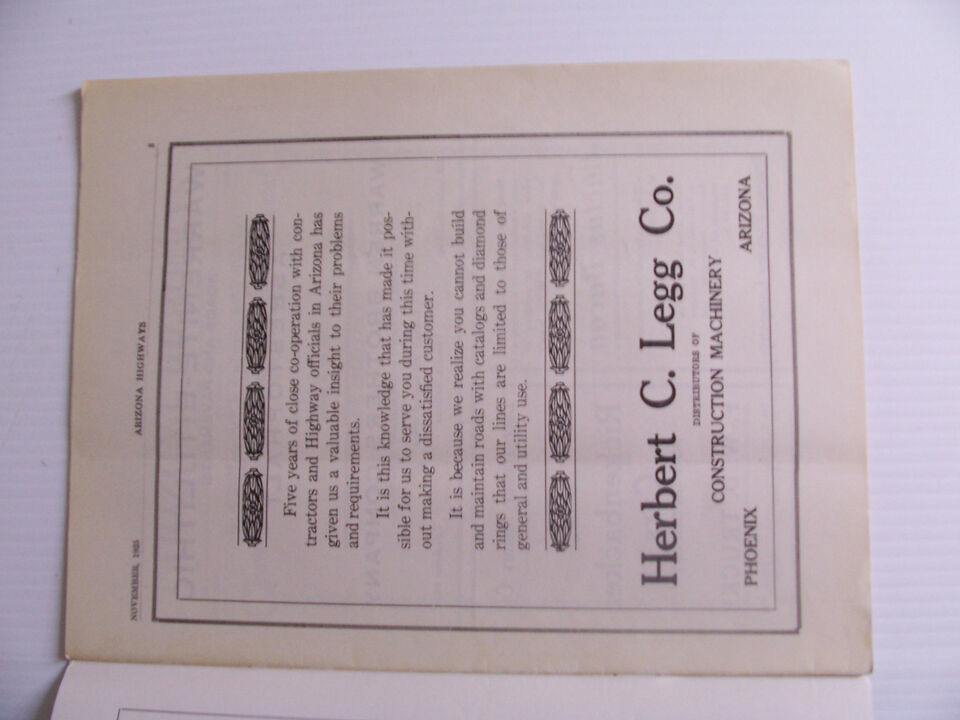 NOVEMBER, 1925 ARIZONA HIGHWAYS
Five years of close co-operation with con-
tractors and Highway officials in Arizona has
given us a valuable insight to their problems
and requirements.
It is this knowledge that has made it pos-
sible for us to serve you during this time with-
out making a dissatisfied customer.
It is because we realize you cannot build
and maintain roads with catalogs and diamond
rings that our lines are limited to those of
general and utility use.
Herbert C. Legg Co.
DISTRIBUTORS OF
CONSTRUCTION MACHINERY
PHOENIX ARIZONA